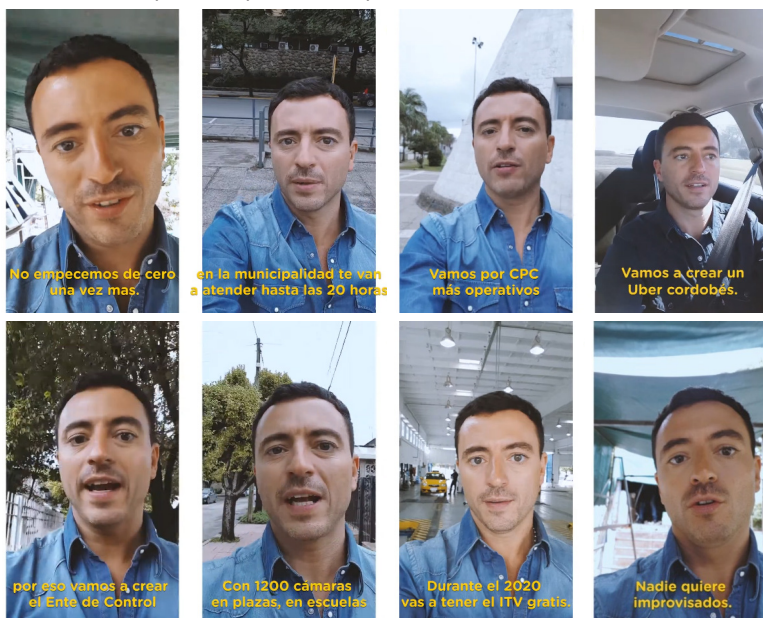 No empecemos de cero
una vez mas.
en la municipalidad te van
a atender hasta las 20 horas
Vamos por CPC
más operativos
Vamos a crear un
Uber cordobés.
por eso vamos a crear
el Ente de Control
Con 1200 cámaras
en plazas, en escuelas
Durante el 2020
vas a tener el ITV gratis.
Nadie quiere
improvisados.